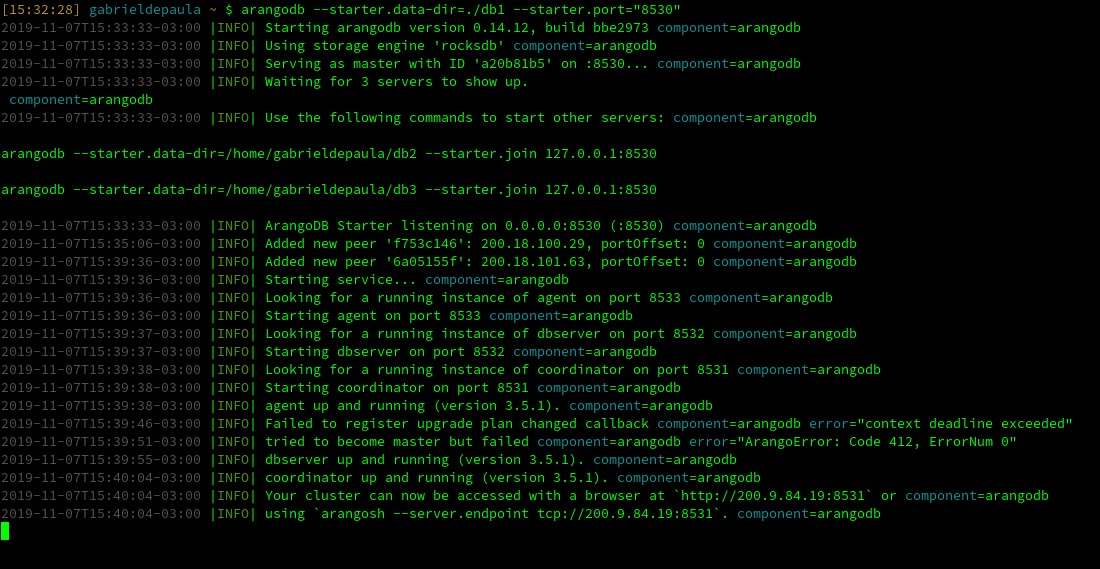 [15:32:28] gabrieldepaula ~ $ arangodb --starter.data-dir=./db1 --starter.port="8530"
2019-11-07T15:33:33-03:00 |INFO| Starting arangodb version 0.14.12, build bbe2973 component=arangodb
2019-11-07T15:33:33-03:00 |INFO| Using storage engine 'rocksdb' component=arangodb
2019-11-07T15:33:33-03:00 |INFO| Serving as master with ID 'a20b81b5' on :8530... component=arangodb
2019-11-07T15:33:33-03:00 |INFO| Waiting for 3 servers to show up.
 component=arangodb
2019-11-07T15:33:33-03:00 |INFO| Use the following commands to start other servers: component=arangodb
arangodb --starter.data-dir=/home/gabrieldepaula/db2 --starter.join 127.0.0.1:8530
arangodb --starter.data-dir=/home/gabrieldepaula/db3 --starter.join 127.0.0.1:8530
2019-11-07T15:33:33-03:00 |INFO| ArangoDB Starter listening on 0.0.0.0:8530 (:8530) component=arangodb
2019-11-07T15:35:06-03:00 |INFO| Added new peer 'f753c146': 200.18.100.29, portOffset: 0 component=arangodb
2019-11-07T15:39:36-03:00 |INFO| Added new peer '6a05155f': 200.18.101.63, portOffset: 0 component=arangodb
2019-11-07T15:39:36-03:00 |INFO| Starting service... component=arangodb
2019-11-07T15:39:36-03:00 |INFO| Looking for a running instance of agent on port 8533 component=arangodb
2019-11-07T15:39:36-03:00 |INFO| Starting agent on port 8533 component=arangodb
2019-11-07T15:39:37-03:00 |INFO| Looking for a running instance of dbserver on port 8532 component=arangodb
2019-11-07T15:39:37-03:00 |INFO| Starting dbserver on port 8532 component=arangodb
2019-11-07T15:39:38-03:00 |INFO| Looking for a running instance of coordinator on port 8531 component=arangodb
2019-11-07T15:39:38-03:00 |INFO| Starting coordinator on port 8531 component=arangodb
2019-11-07T15:39:38-03:00 |INFO| agent up and running (version 3.5.1). component=arangodb
2019-11-07T15:39:46-03:00 |INFO| Failed to register upgrade plan changed callback component=arangodb error="context deadline exceeded"
2019-11-07T15:39:51-03:00 |INFO| tried to become master but failed component=arangodb error="ArangoError: Code 412, ErrorNum 0"
2019-11-07T15:39:55-03:00 |INFO| dbserver up and running (version 3.5.1). component=arangodb
2019-11-07T15:40:04-03:00 |INFO| coordinator up and running (version 3.5.1). component=arangodb
2019-11-07T15:40:04-03:00 |INFO| Your cluster can now be accessed with a browser at `http://200.9.84.19:8531` or component=arangodb
2019-11-07T15:40:04-03:00 |INFO| using `arangosh --server.endpoint tcp://200.9.84.19:8531`. component=arangodb